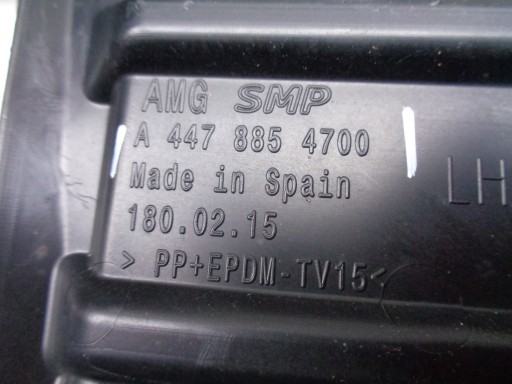 AMG SMP
A 447 885 4700
Made in Spain
180.02.15
> PP+EPDM-TV15<
LH